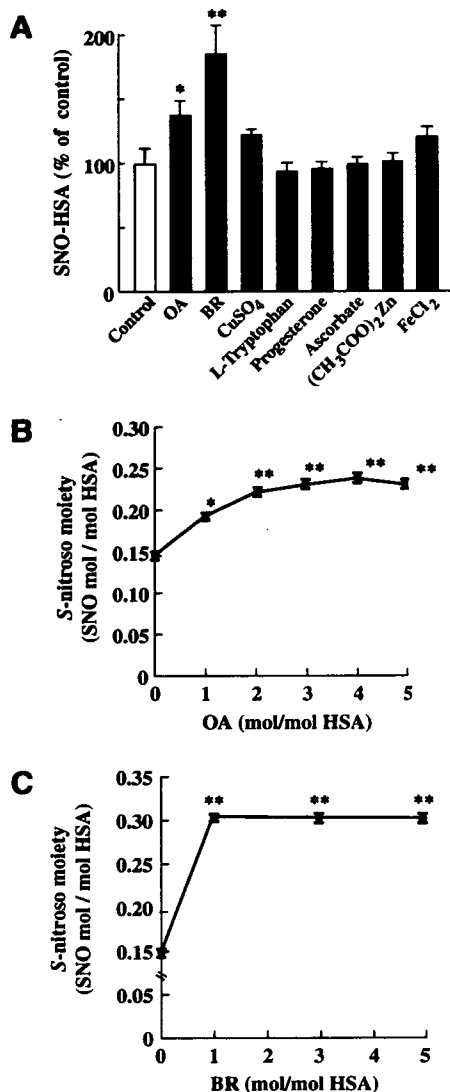 A
SNO-HSA (% of control)
200
100
0
*
**
Control
OA
BR
CuSO4
L-Tryptophan
Progesterone
Ascorbate
(CH3COO)2 Zn
FeCl2
B
S-nitroso moiety
(SNO mol / mol HSA)
0.30
0.25
0.20
0.15
0.10
0.05
0
*
**
**
**
**
0 1 2 3 4 5
OA (mol/mol HSA)
C
S-nitroso moiety
(SNO mol / mol HSA)
0.35
0.30
0.25
0.20
0.15
0.05
0
**
**
**
0 1 2 3 4 5
BR (mol/mol HSA)